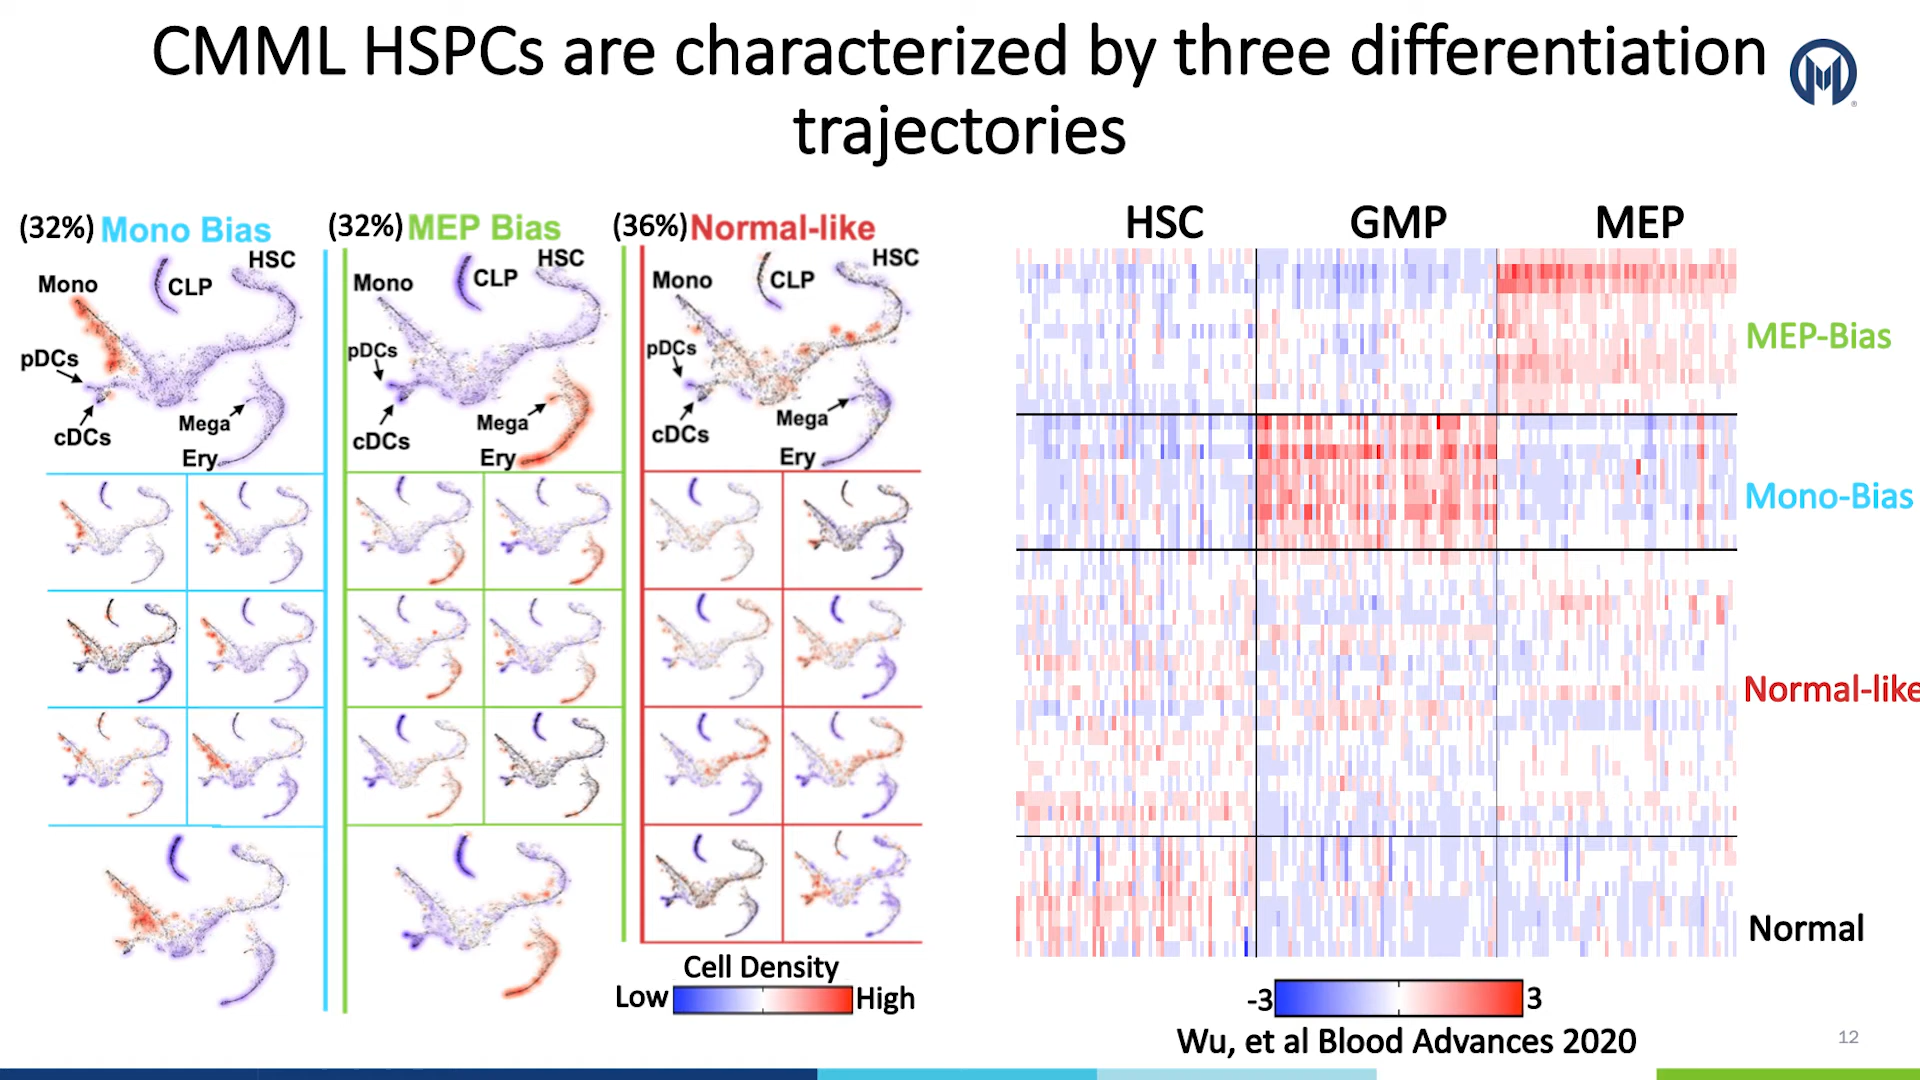 CMML HSPCs are characterized by three differentiation
trajectories
(32%) Mono Bias
HSC
Mono
CLP
pDCs
cDCs
Mega
Ery
(32%) MEP Bias
HSC
Mono
CLP
pDCs
cDCs
Mega
Ery
(36%) Normal-like
HSC
Mono
CLP
pDCs
cDCs
Mega
Ery
Cell Density
Low
High
HSC
GMP
MEP
MEP-Bias
Mono-Bias
Normal-like
Normal
-3
3
Wu, et al Blood Advances 2020
12